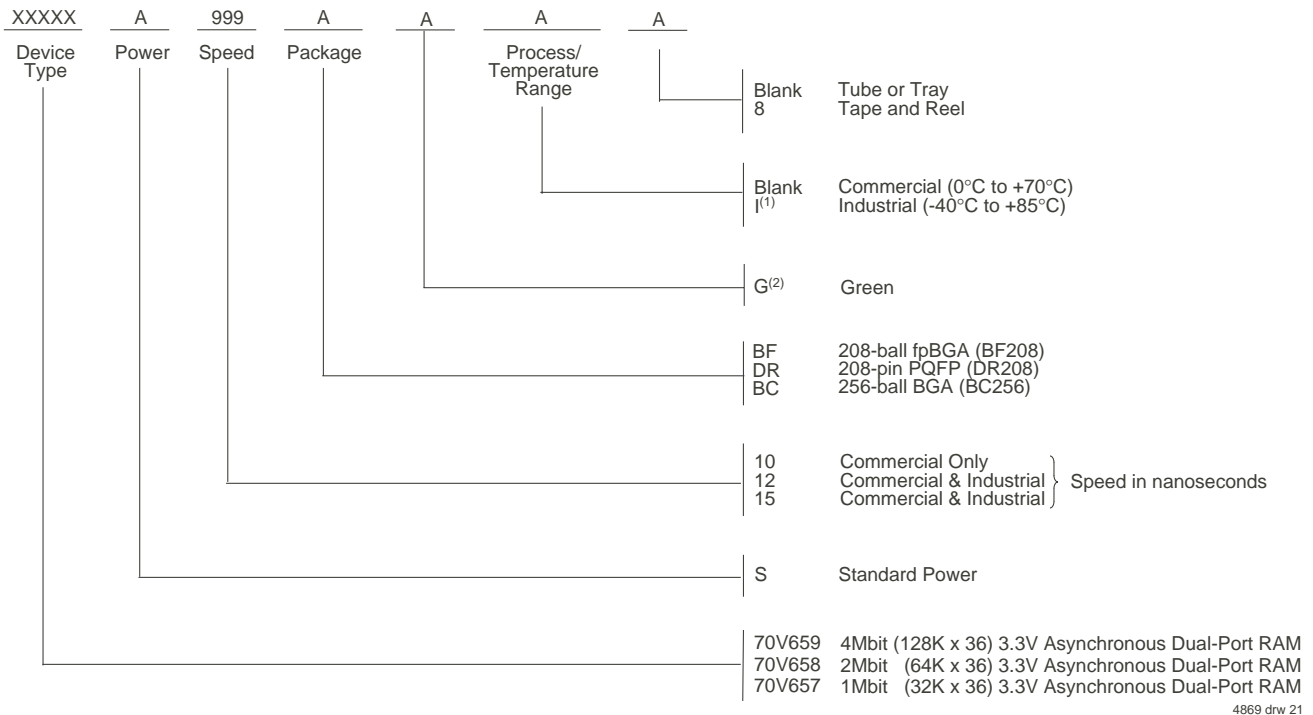 XXXXX A 999 A A A A
Device Type Power Speed Package Process/ Temperature Range
Blank Tube or Tray
8 Tape and Reel
Blank Commercial (0°C to +70°C)
I(1) Industrial (-40°C to +85°C)
G(2) Green
BF 208-ball fpBGA (BF208)
DR 208-pin PQFP (DR208)
BC 256-ball BGA (BC256)
10 Commercial Only
12 Commercial & Industrial Speed in nanoseconds
15 Commercial & Industrial
S Standard Power
70V659 4Mbit (128K x 36) 3.3V Asynchronous Dual-Port RAM
70V658 2Mbit (64K x 36) 3.3V Asynchronous Dual-Port RAM
70V657 1Mbit (32K x 36) 3.3V Asynchronous Dual-Port RAM
4869 drw 21